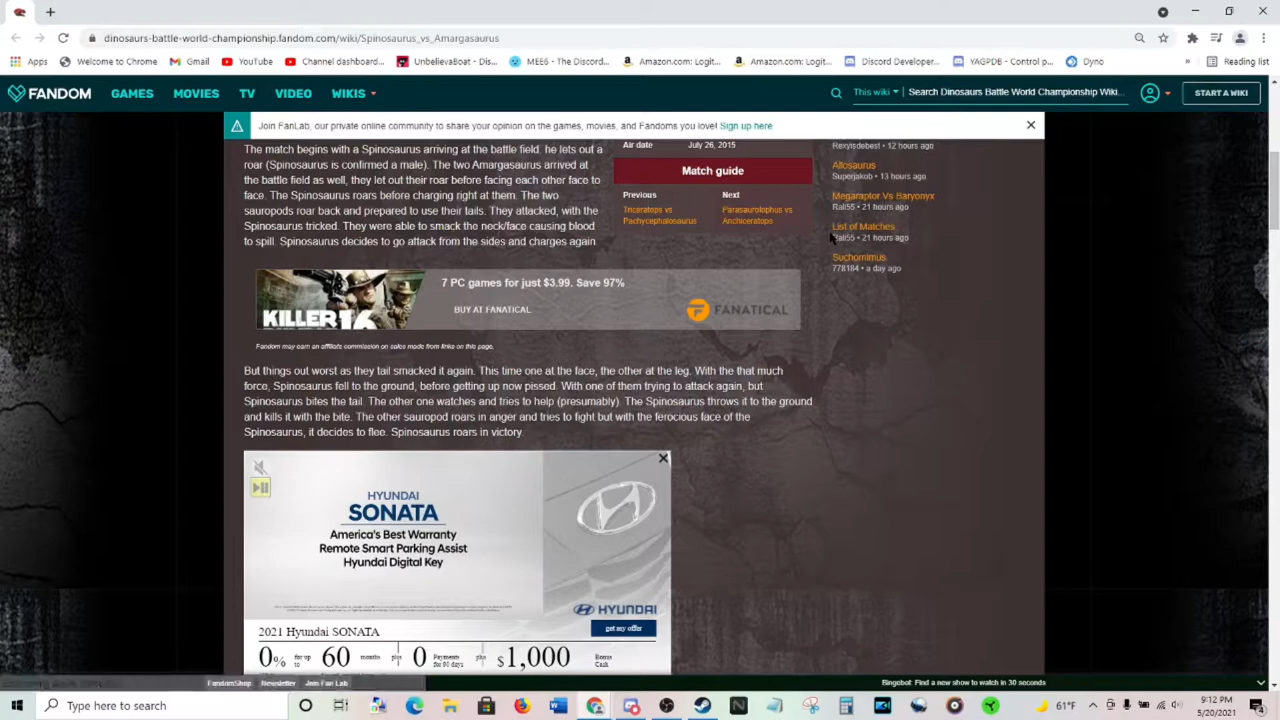 dinosaurs-battle-world-championship.fandom.com/wiki/Spinosaurus_vs_Amargasaurus
Apps Welcome to Chrome Gmail YouTube Channel dashboard... UnbelievaBoat - Dis... MEE6 - The Discord... Amazon.com: Logit... Amazon.com: Logit... Discord Developer... YAGPDB - Control p... Dyno » Reading list
FANDOM GAMES MOVIES TV VIDEO WIKIS This wiki Search Dinosaurs Battle World Championship Wiki... START A WIKI
Join FanLab, our private online community to share your opinion on the games, movies, and Fandoms you love! Sign up here
The match begins with a Spinosaurus arriving at the battle field, he lets out a
roar (Spinosaurus is confirmed a male). The two Amargasaurus arrived at
the battle field as well, they let out their roar before facing each other face to
face. The Spinosaurus roars before charging right at them. The two
sauropods roar back and prepared to use their tails. They attacked, with the
Spinosaurus tricked. They were able to smack the neck/face causing blood
to spill. Spinosaurus decides to go attack from the sides and charges again.
Air date July 26, 2015
Match guide
Previous Next
Triceratops vs Pachycephalosaurus
Parasaurolophus vs Anchiceratops
Rexyisdebest • 12 hours ago
Allosaurus
Superjakob • 13 hours ago
Megaraptor Vs Baryonyx
Rali55 • 21 hours ago
List of Matches
Rali55 • 21 hours ago
Suchomimus
778184 • a day ago
KILLER16
7 PC games for just $3.99. Save 97%
BUY AT FANATICAL
FANATICAL
Fandom may earn an affiliate commission on sales made from links on this page.
But things out worst as they tail smacked it again. This time one at the face, the other at the leg. With the that much
force, Spinosaurus fell to the ground, before getting up now pissed. With one of them trying to attack again, but
Spinosaurus bites the tail. The other one watches and tries to help (presumably). The Spinosaurus throws it to the ground
and kills it with the bite. The other sauropod roars in anger and tries to fight but with the ferocious face of the
Spinosaurus, it decides to flee. Spinosaurus roars in victory.
HYUNDAI
SONATA
America's Best Warranty
Remote Smart Parking Assist
Hyundai Digital Key
HYUNDAI
2021 Hyundai SONATA
get my offer
0% for up to 60 months plus 0 Payments for 90 days plus $1,000 Bonus Cash
FandomShop Newsletter Join Fan Lab
Bingebot: Find a new show to watch in 30 seconds
Type here to search
61°F
9:12 PM
5/20/2021